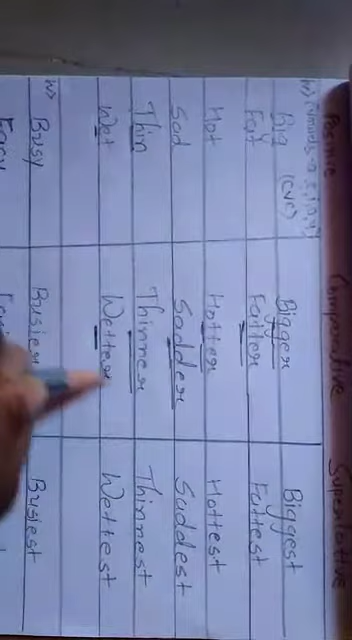 Positive Comparative Superlative
Big (CVC) Bigger Biggest
Fat Fatter Fattest
Hot Hotter Hottest
Sad Sadder Saddest
Thin Thinner Thinnest
Wet Wetter Wettest
iv) Busy Busier Busiest